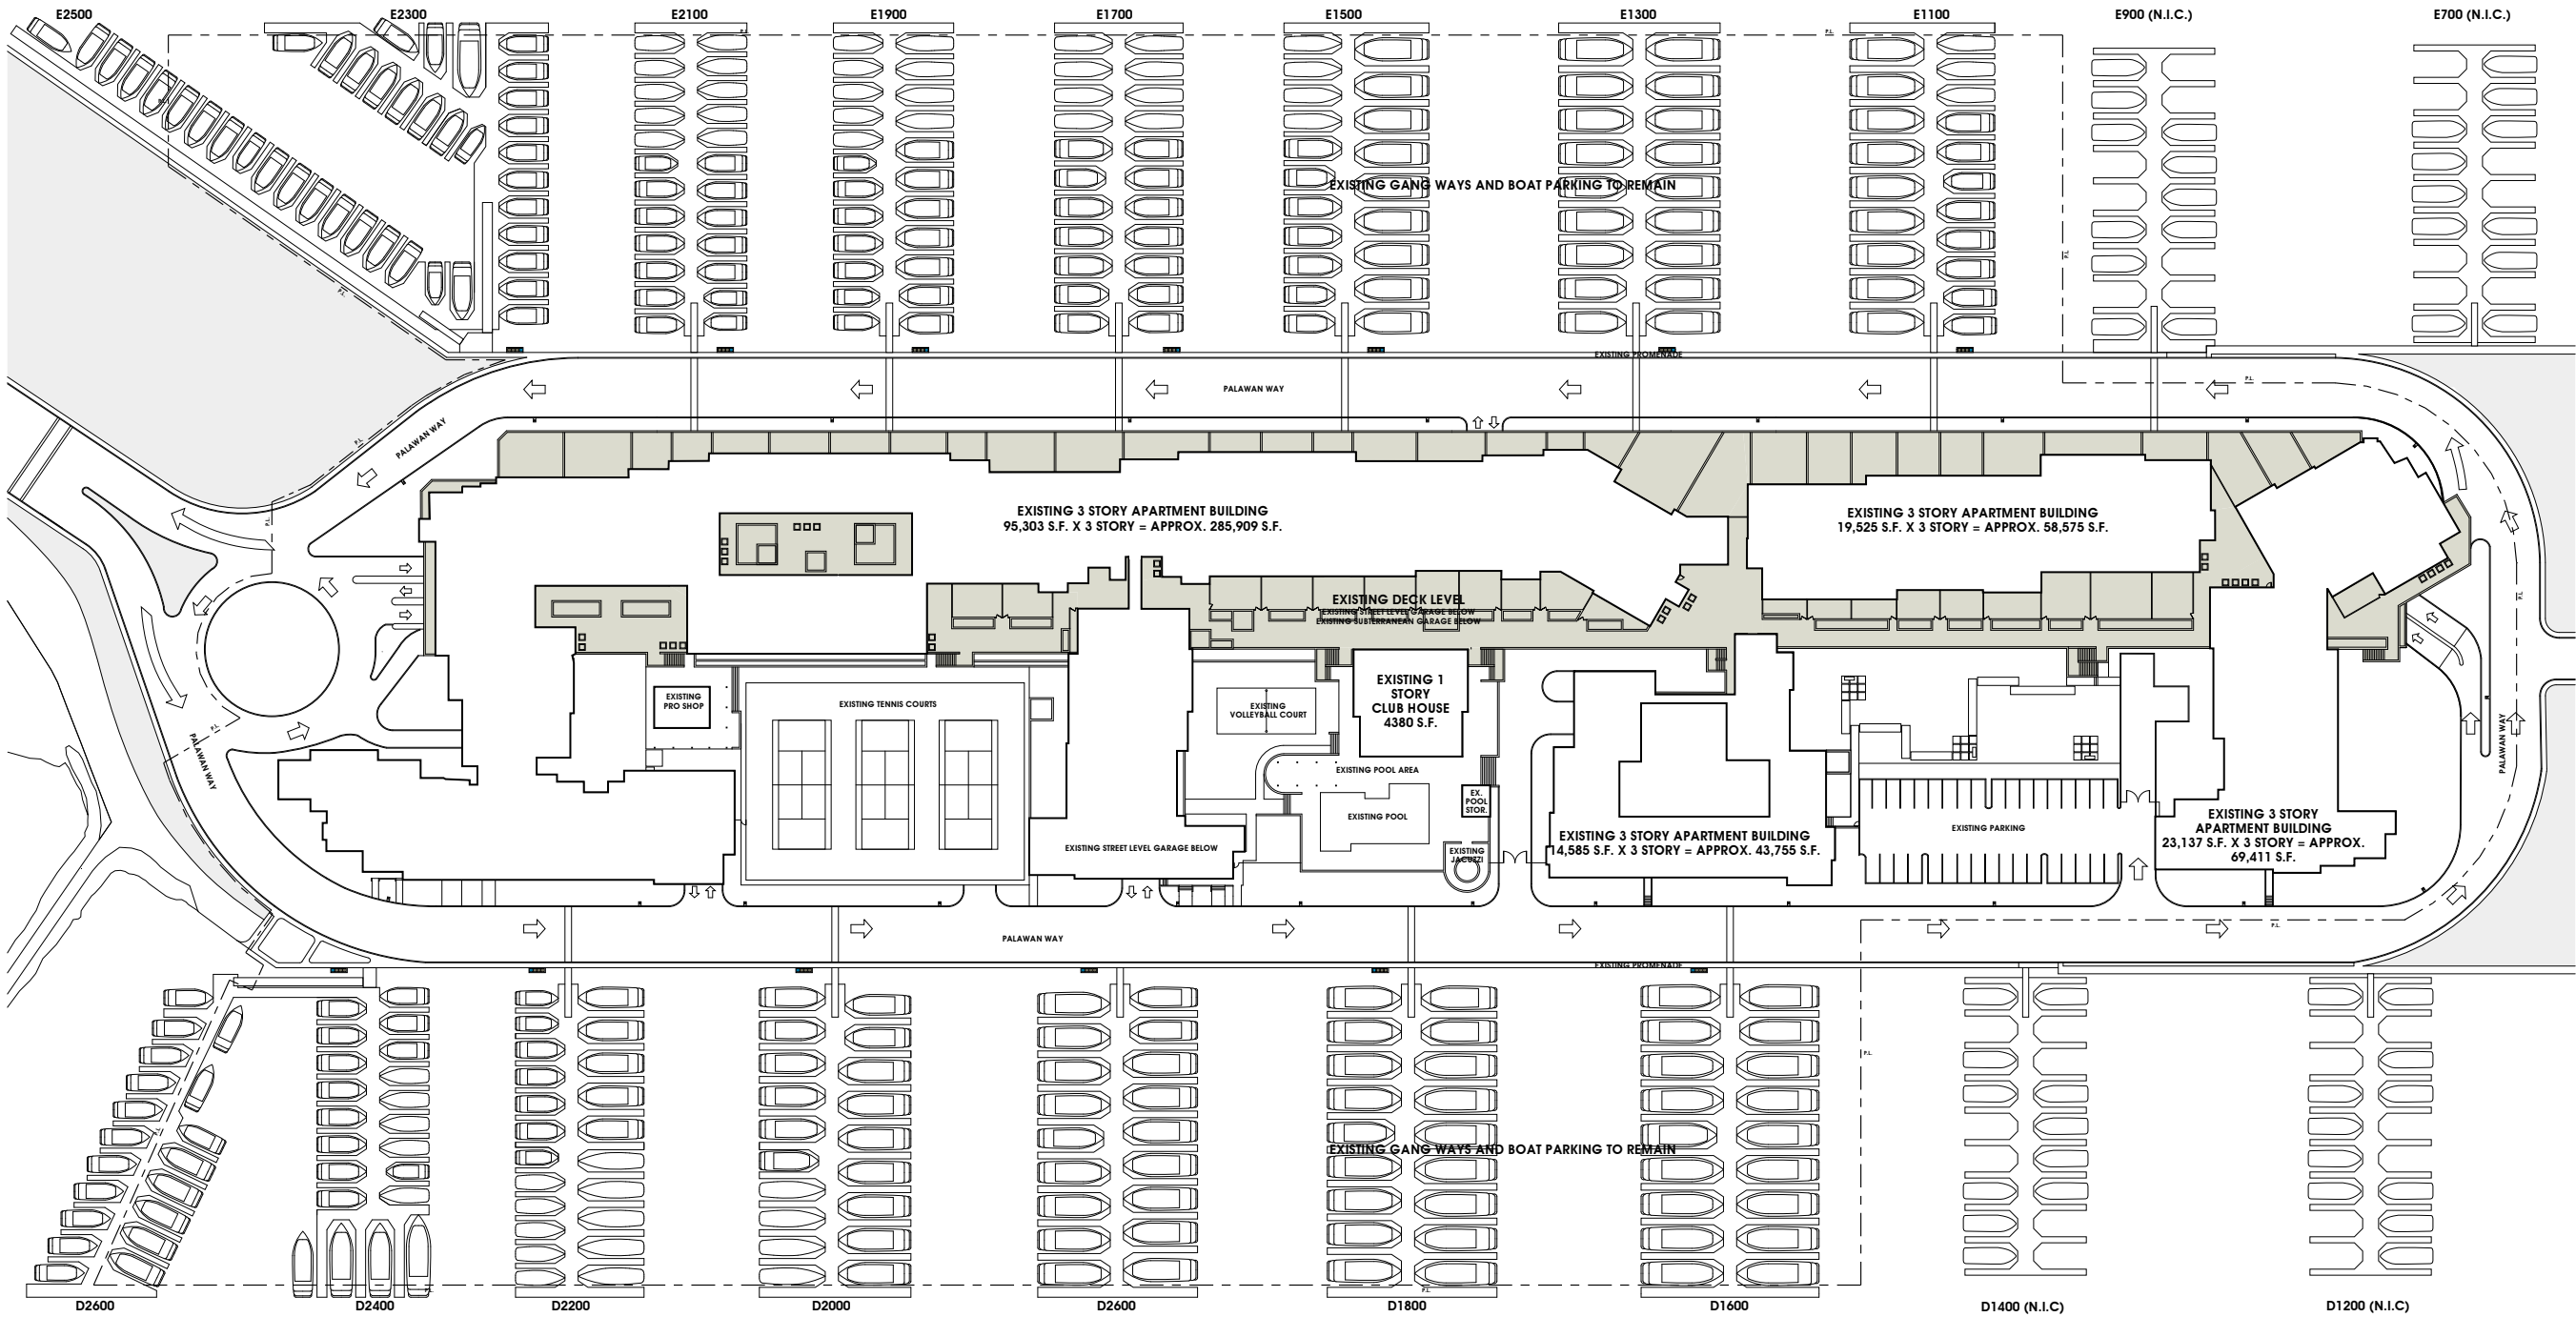 E2500
E2300
E2100
E1900
E1700
E1500
E1300
E1100
E900 (N.I.C.)
E700 (N.I.C.)
P.L.
P.L.
P.L.
EXISTING GANG WAYS AND BOAT PARKING TO REMAIN
P.L.
P.L.
EXISTING PROMENADE
P.L.
PALAWAN WAY
PALAWAN WAY
P.L.
EXISTING 3 STORY APARTMENT BUILDING
95,303 S.F. X 3 STORY = APPROX. 285,909 S.F.
EXISTING 3 STORY APARTMENT BUILDING
19,525 S.F. X 3 STORY = APPROX. 58,575 S.F.
P.L.
EXISTING DECK LEVEL
EXISTING STREET LEVEL GARAGE BELOW
EXISTING SUBTERRANEAN GARAGE BELOW
P.L.
EXISTING
PRO SHOP
EXISTING TENNIS COURTS
EXISTING
VOLLEYBALL COURT
EXISTING 1
STORY
CLUB HOUSE
4380 S.F.
P.L.
PALAWAN WAY
PALAWAN WAY
EXISTING POOL AREA
EX.
POOL
STOR.
EXISTING POOL
EXISTING STREET LEVEL GARAGE BELOW
EXISTING
JACUZZI
EXISTING 3 STORY APARTMENT BUILDING
14,585 S.F. X 3 STORY = APPROX. 43,755 S.F.
EXISTING PARKING
EXISTING 3 STORY
APARTMENT BUILDING
23,137 S.F. X 3 STORY = APPROX.
69,411 S.F.
P.L.
PALAWAN WAY
EXISTING PROMENADE
P.L.
EXISTING GANG WAYS AND BOAT PARKING TO REMAIN
P.L.
P.L.
D2600
D2400
D2200
D2000
D2600
D1800
D1600
D1400 (N.I.C)
D1200 (N.I.C)